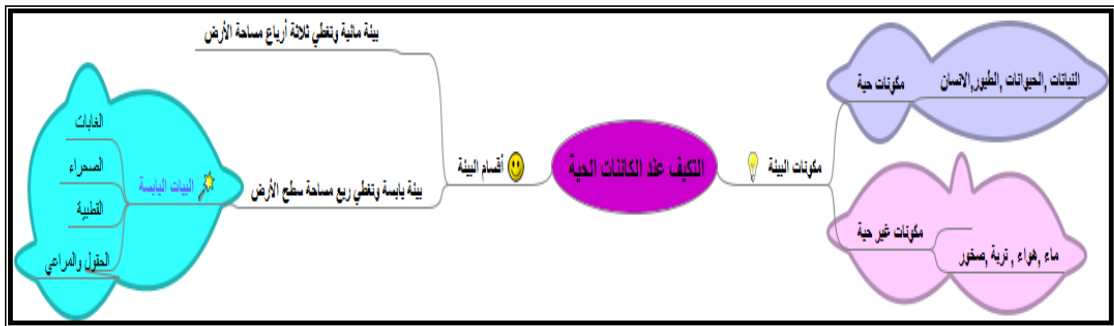 التكيف عند الكائنات الحية
مكونات البيئة
مكونات حية
النباتات ,الحيوانات ,الطيور,الانسان
مكونات غير حية
ماء ,هواء , تربة ,صخور
أقسام البيئة
بيئة مائية وتغطي ثلاثة أرباع مساحة الأرض
بيئة يابسة وتغطي ربع مساحة سطح الأرض
البيات اليابسة
الغابات
الصحراء
القطبية
الحقول والمراعي